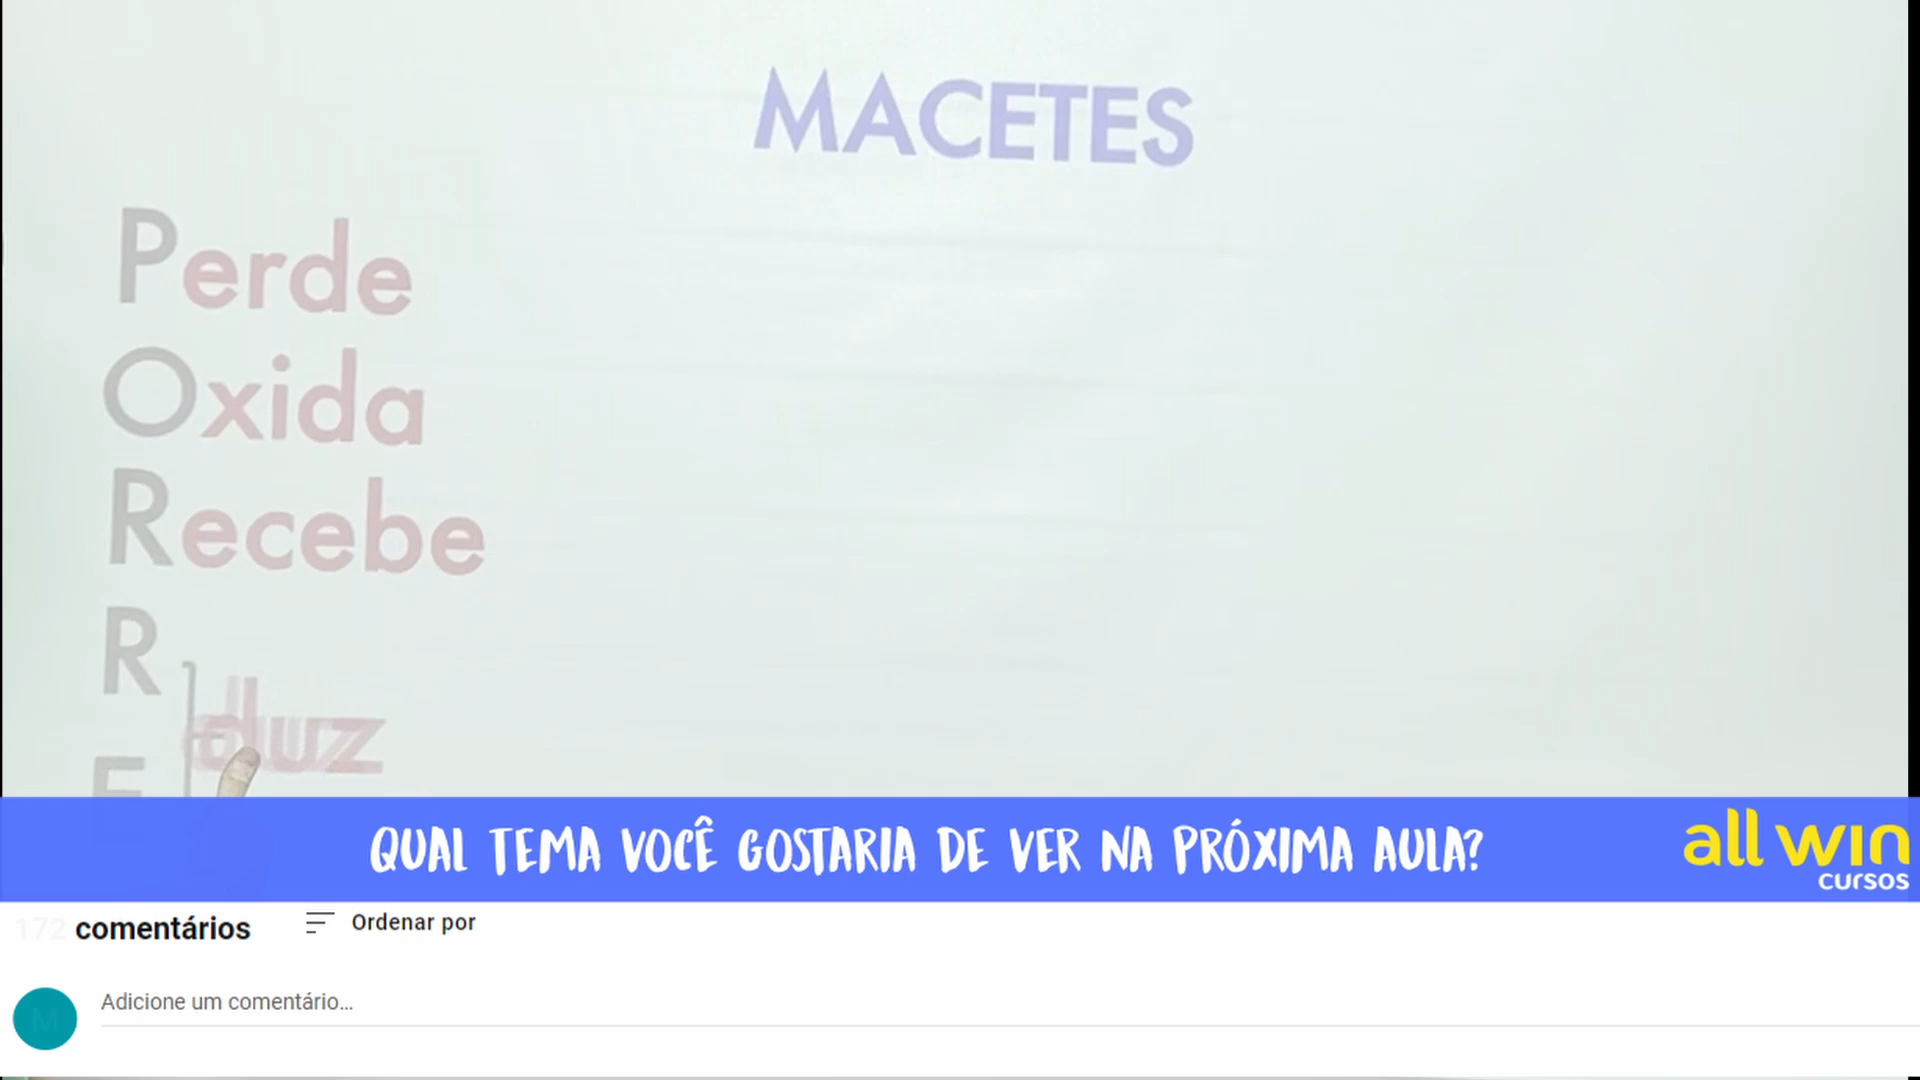 MACETES
Perde
Oxida
Recebe
R
duz
E
QUAL TEMA VOCÊ GOSTARIA DE VER NA PRÓXIMA AULA?
all win
cursos
172 comentários
Ordenar por
M
Adicione um comentário...